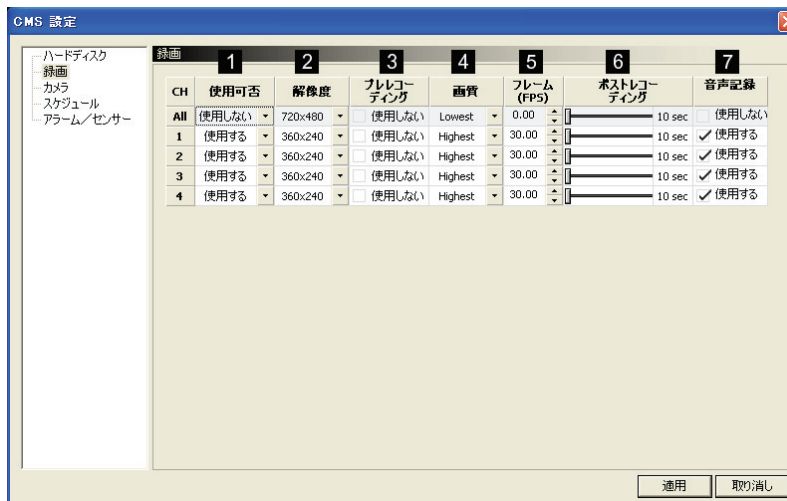 CMS 設定
ハードディスク
録画
カメラ
スケジュール
アラーム／センサー
録画
1 2 3 4 5 6 7
CH 使用可否 解像度 プレレコーディング 画質 フレーム(FPS) ポストレコーディング 音声記録
All 使用しない 720x480 使用しない Lowest 0.00 10 sec 使用しない
1 使用する 360x240 使用しない Highest 30.00 10 sec 使用する
2 使用する 360x240 使用しない Highest 30.00 10 sec 使用する
3 使用する 360x240 使用しない Highest 30.00 10 sec 使用する
4 使用する 360x240 使用しない Highest 30.00 10 sec 使用する
適用 取り消し